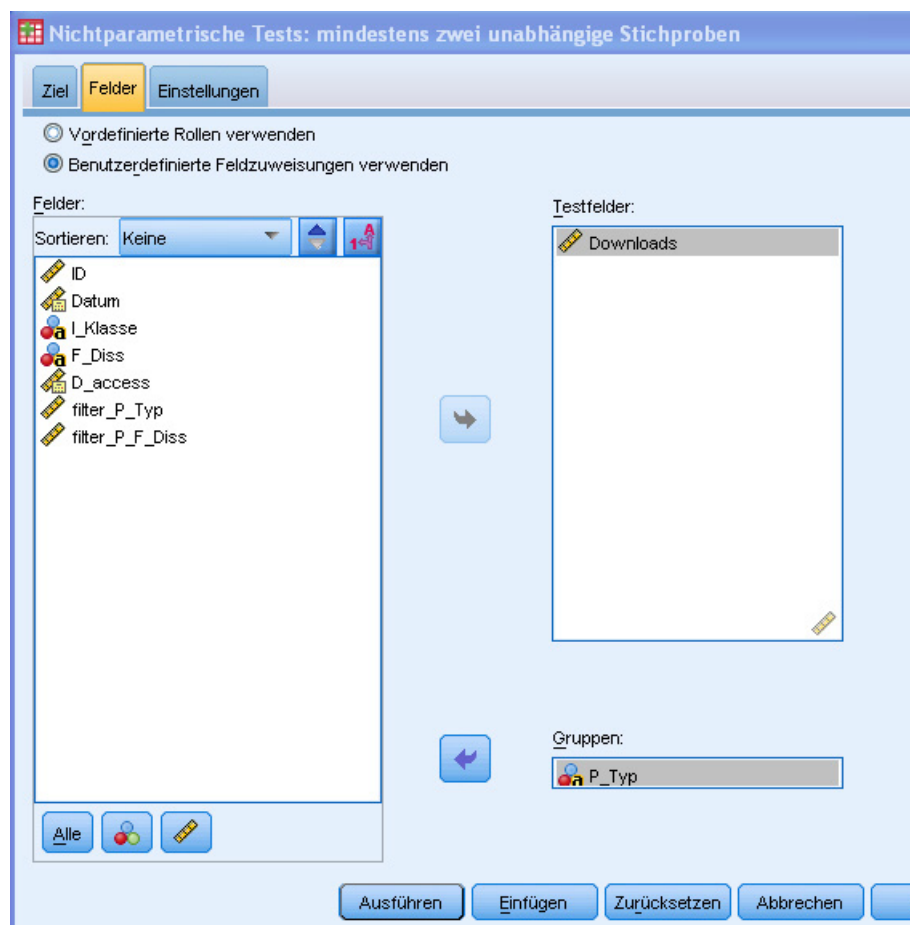 Nichtparametrische Tests: mindestens zwei unabhängige Stichproben
Ziel Felder Einstellungen
Vordefinierte Rollen verwenden
Benutzerdefinierte Feldzuweisungen verwenden
Felder:
Sortieren: Keine
ID
Datum
I_Klasse
F_Diss
D_access
filter_P_Typ
filter_P_F_Diss
Alle
Testfelder:
Downloads
Gruppen:
P_Typ
Ausführen Einfügen Zurücksetzen Abbrechen